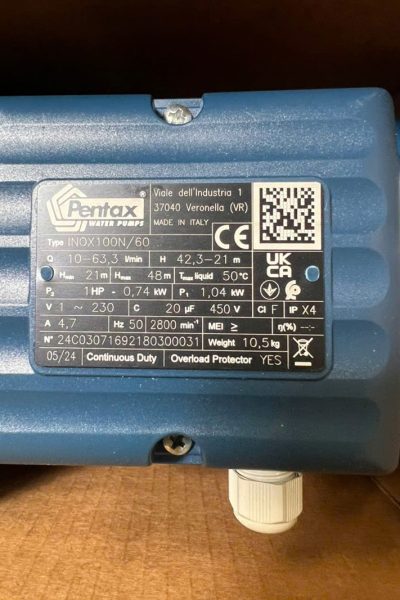 Pentax ®
WATER PUMPS
Viale dell'Industria 1
37040 Veronella (VR)
MADE IN ITALY
Type INOX100N/60
CE
UK
CA
Q 10-63,3 l/min H 42,3-21 m
Hmin 21 m Hmax 48 m Tmax liquid 50°C
P2 1HP - 0,74 kW P1 1,04 kW
V 1 ~ 230 C 20 µF 450 V Cl F IP X4
A 4,7 Hz 50 2800 min⁻¹ MEI ≥ η(%) --:-
N° 24C03071692180300031 Weight 10,5 kg
05/24 Continuous Duty Overload Protector YES